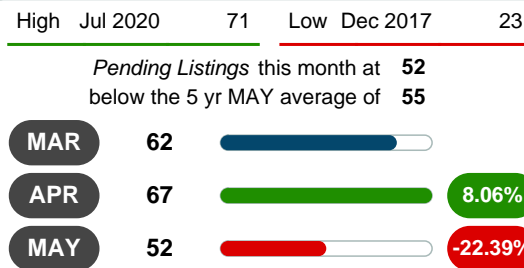 High Jul 2020 71 Low Dec 2017 23
Pending Listings this month at 52
below the 5 yr MAY average of 55
MAR 62
APR 67 8.06%
MAY 52 -22.39%